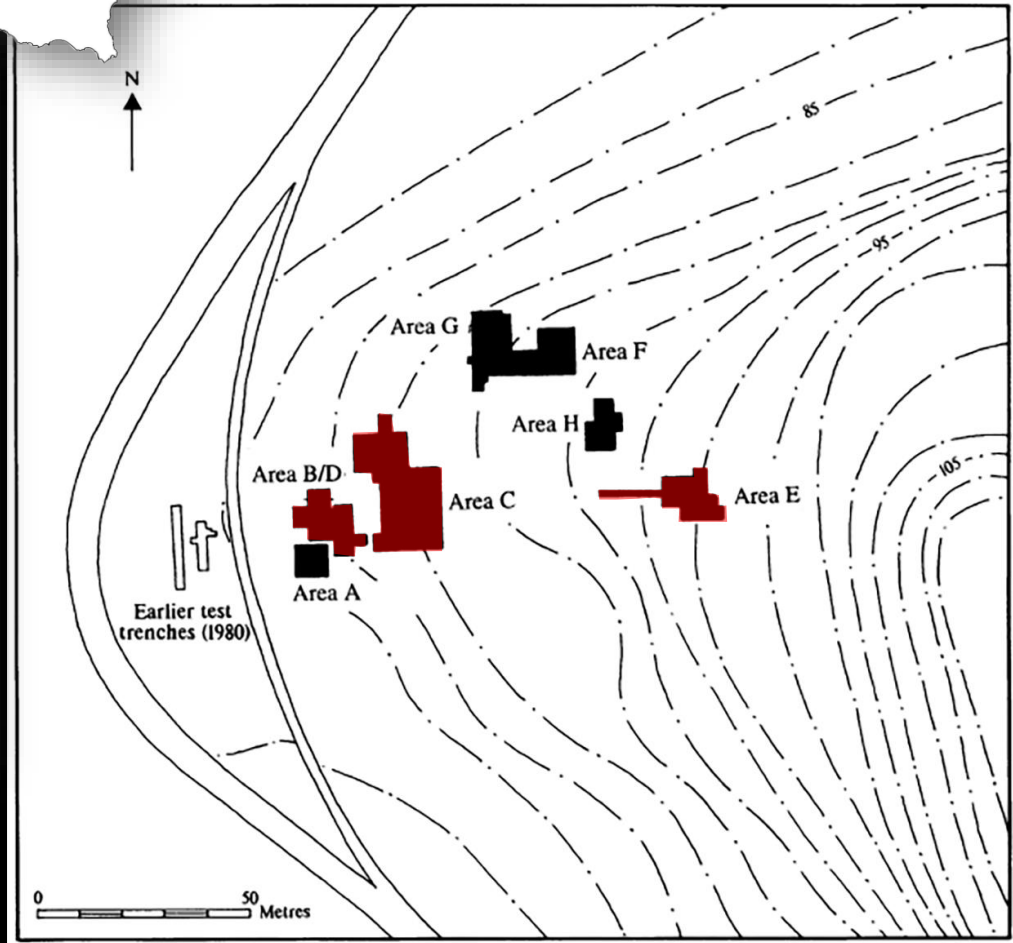 N
85
95
Area G
Area F
Area H
Area B/D
Area C
105
Area E
Area A
Earlier test
trenches (1980)
0
50
Metres